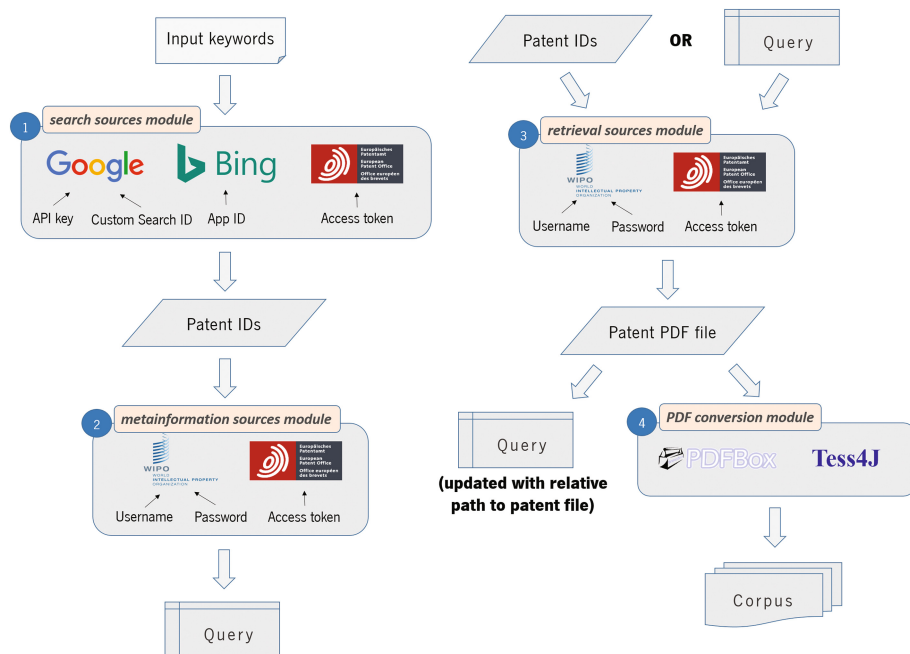 Input keywords
1
search sources module
Google
Bing
Europäisches
Patentamt
European
Patent Office
Office européen
des brevets
API key
Custom Search ID
App ID
Access token
Patent IDs
2
metainformation sources module
WIPO
WORLD
INTELLECTUAL PROPERTY
ORGANIZATION
Europäisches
Patentamt
European
Patent Office
Office européen
des brevets
Username
Password
Access token
Query
Patent IDs
OR
Query
3
retrieval sources module
WIPO
WORLD
INTELLECTUAL PROPERTY
ORGANIZATION
Europäisches
Patentamt
European
Patent Office
Office européen
des brevets
Username
Password
Access token
Patent PDF file
Query
(updated with relative
path to patent file)
4
PDF conversion module
PDFBox
Tess4J
Corpus